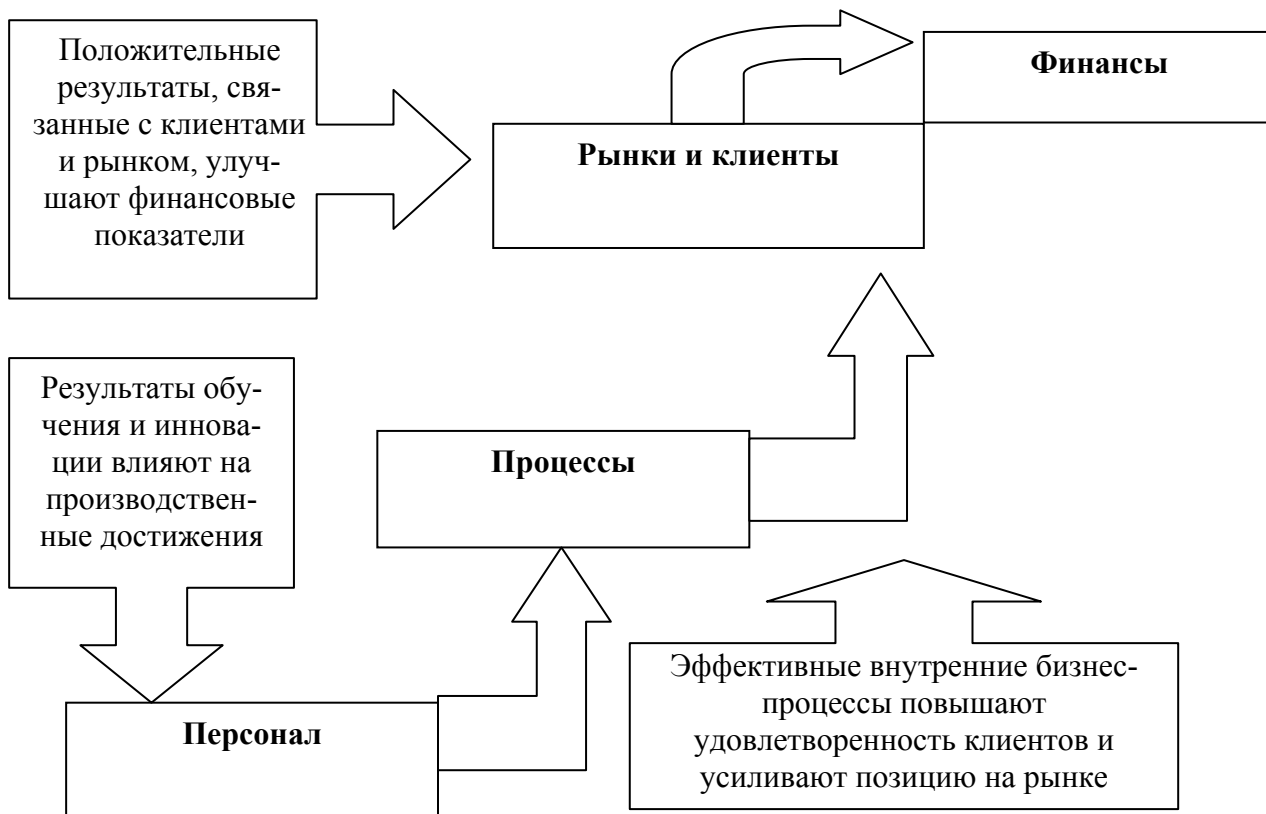 Положительные
результаты, свя-
занные с клиентами
и рынком, улуч-
шают финансовые
показатели
Финансы
Рынки и клиенты
Результаты обу-
чения и иннова-
ции влияют на
производствен-
ные достижения
Процессы
Персонал
Эффективные внутренние бизнес-
процессы повышают
удовлетворенность клиентов и
усиливают позицию на рынке